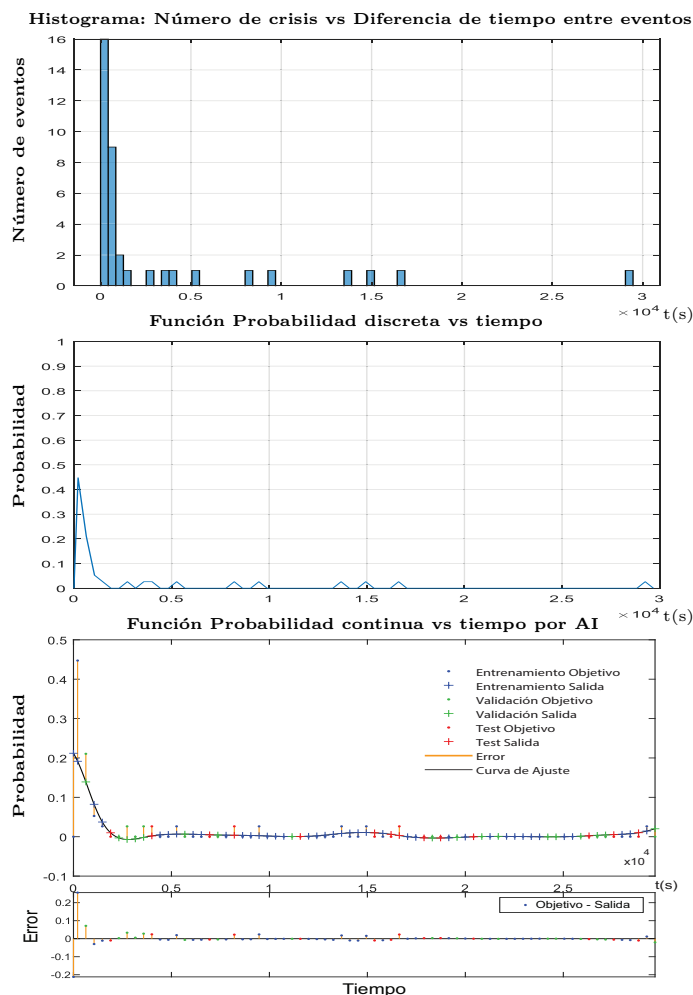 Histograma: Número de crisis vs Diferencia de tiempo entre eventos
Número de eventos
16
14
12
10
8
6
4
2
0
0 0.5 1 1.5 2 2.5 3
×10⁴ t(s)
Función Probabilidad discreta vs tiempo
Probabilidad
1
0.9
0.8
0.7
0.6
0.5
0.4
0.3
0.2
0.1
0
0 0.5 1 1.5 2 2.5 3
×10⁴ t(s)
Función Probabilidad continua vs tiempo por AI
Probabilidad
0.5
0.4
0.3
0.2
0.1
0
-0.1
Entrenamiento Objetivo
Entrenamiento Salida
Validación Objetivo
Validación Salida
Test Objetivo
Test Salida
Error
Curva de Ajuste
x10⁴
0 0.5 1 1.5 2 2.5 t(s)
Error
0.2
0.1
0
-0.1
-0.2
Objetivo - Salida
Tiempo